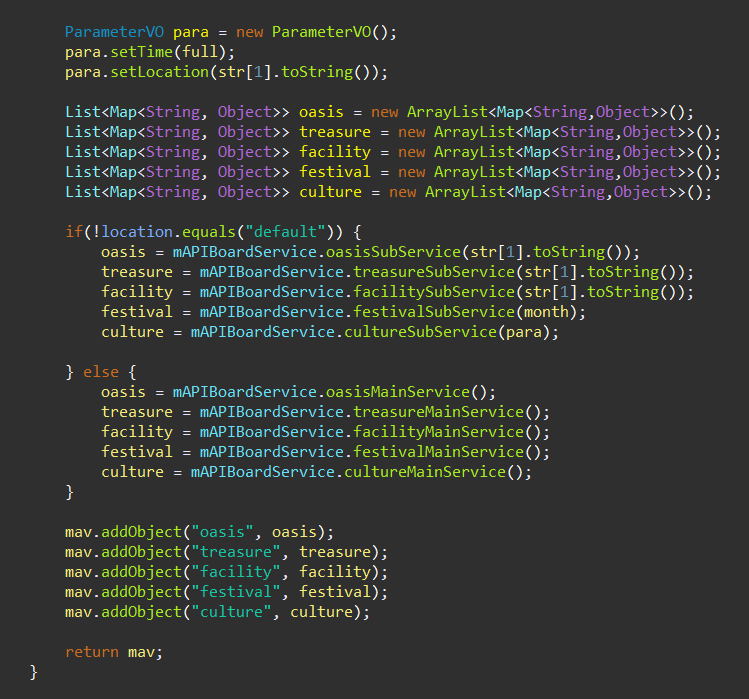 ParameterVO para = new ParameterVO();
para.setTime(full);
para.setLocation(str[1].toString());
List<Map<String, Object>> oasis = new ArrayList<Map<String,Object>>();
List<Map<String, Object>> treasure = new ArrayList<Map<String,Object>>();
List<Map<String, Object>> facility = new ArrayList<Map<String,Object>>();
List<Map<String, Object>> festival = new ArrayList<Map<String,Object>>();
List<Map<String, Object>> culture = new ArrayList<Map<String,Object>>();
if(!location.equals("default")) {
oasis = mAPIBoardService.oasisSubService(str[1].toString());
treasure = mAPIBoardService.treasureSubService(str[1].toString());
facility = mAPIBoardService.facilitySubService(str[1].toString());
festival = mAPIBoardService.festivalSubService(month);
culture = mAPIBoardService.cultureSubService(para);
} else {
oasis = mAPIBoardService.oasisMainService();
treasure = mAPIBoardService.treasureMainService();
facility = mAPIBoardService.facilityMainService();
festival = mAPIBoardService.festivalMainService();
culture = mAPIBoardService.cultureMainService();
}
mav.addObject("oasis", oasis);
mav.addObject("treasure", treasure);
mav.addObject("facility", facility);
mav.addObject("festival", festival);
mav.addObject("culture", culture);
return mav;
}